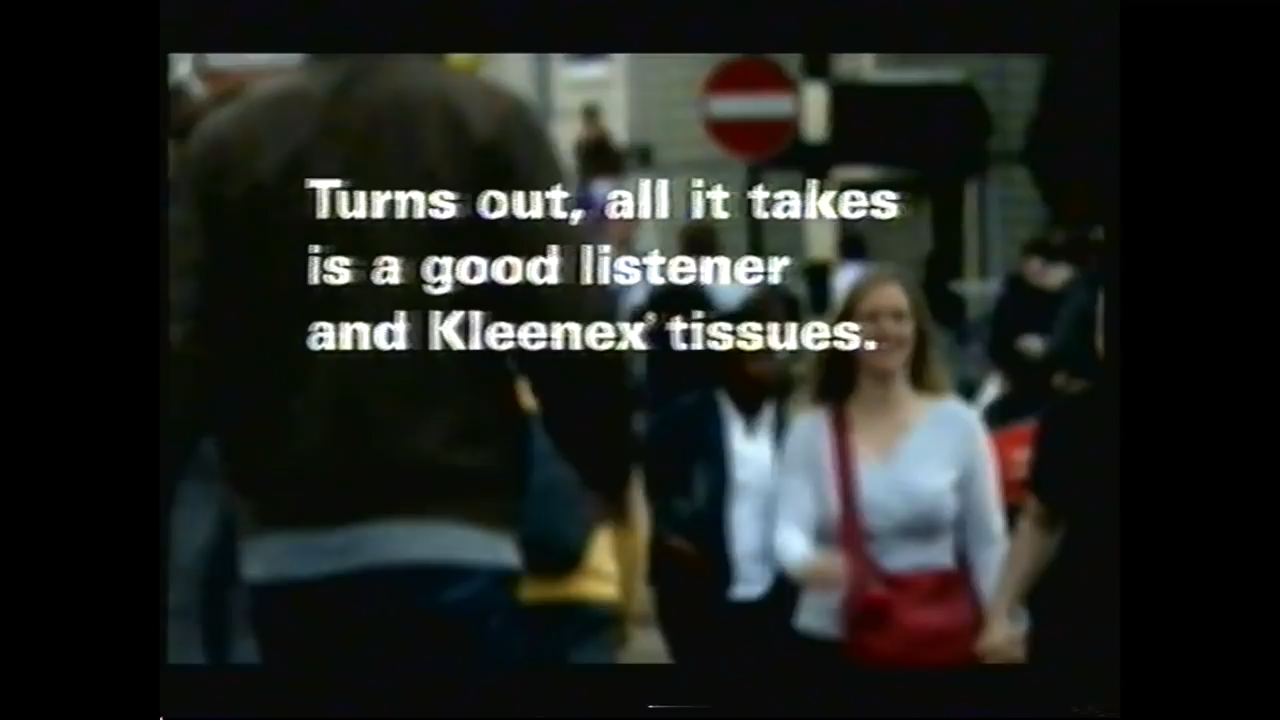 Turns out, all it takes
is a good listener
and Kleenex® tissues.